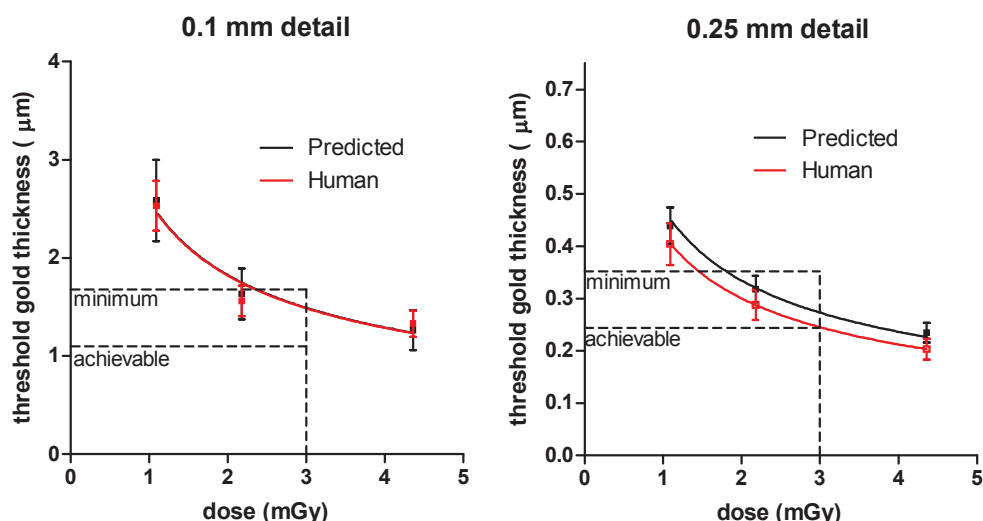 0.1 mm detail
threshold gold thickness ( μm)
4
3
2
1
0
Predicted
Human
minimum
achievable
0 1 2 3 4 5
dose (mGy)
0.25 mm detail
threshold gold thickness ( μm)
0.7
0.6
0.5
0.4
0.3
0.2
0.1
0.0
Predicted
Human
minimum
achievable
0 1 2 3 4 5
dose (mGy)